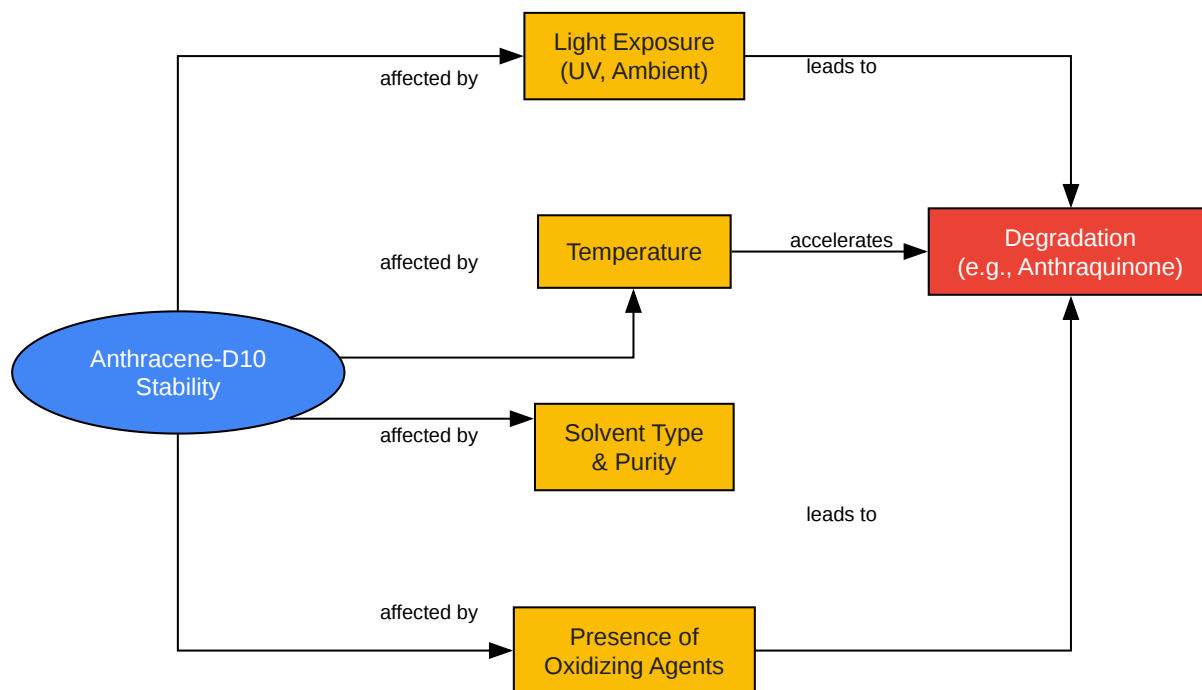 Light Exposure
(UV, Ambient)
affected by
leads to
Temperature
affected by
accelerates
Degradation
(e.g., Anthraquinone)
Anthracene-D10
Stability
Solvent Type
& Purity
affected by
leads to
affected by
Presence of
Oxidizing Agents